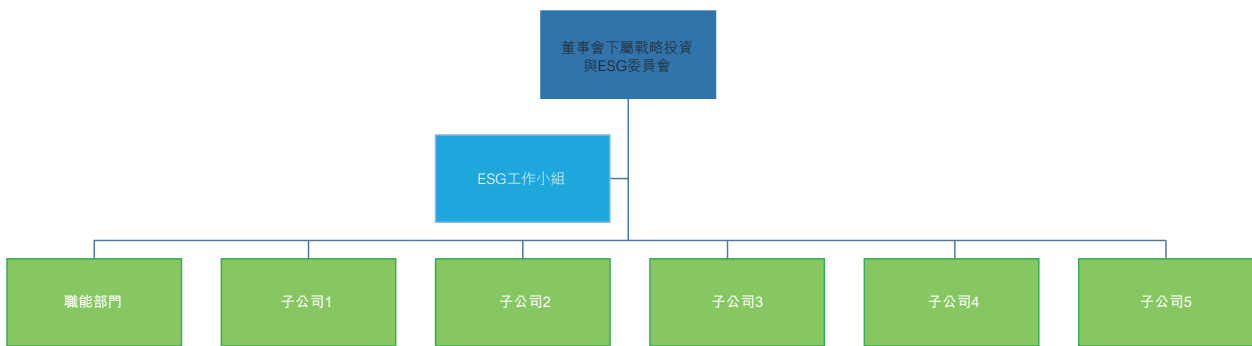 董事會下屬戰略投資
與ESG委員會
ESG工作小組
職能部門
子公司1
子公司2
子公司3
子公司4
子公司5